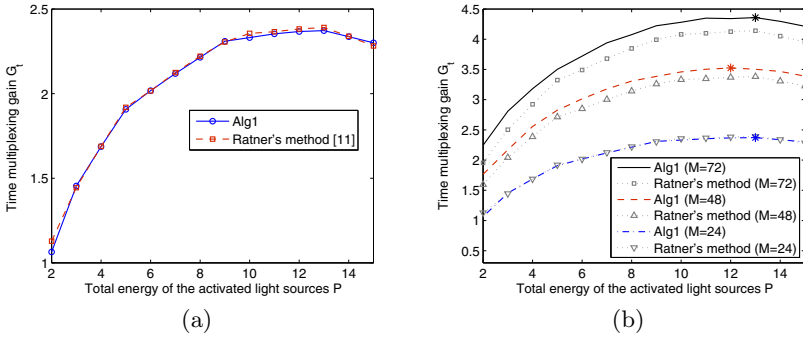 2.5
2
1.5
1
2 4 6 8 10 12 14
Time multiplexing gain Gt
Total energy of the activated light sources P
Alg1
Ratner's method [11]
(a)
4.5
4
3.5
3
2.5
2
1.5
1
0.5
2 4 6 8 10 12 14
Time multiplexing gain Gt
Total energy of the activated light sources P
Alg1 (M=72)
Ratner's method (M=72)
Alg1 (M=48)
Ratner's method (M=48)
Alg1 (M=24)
Ratner's method (M=24)
(b)